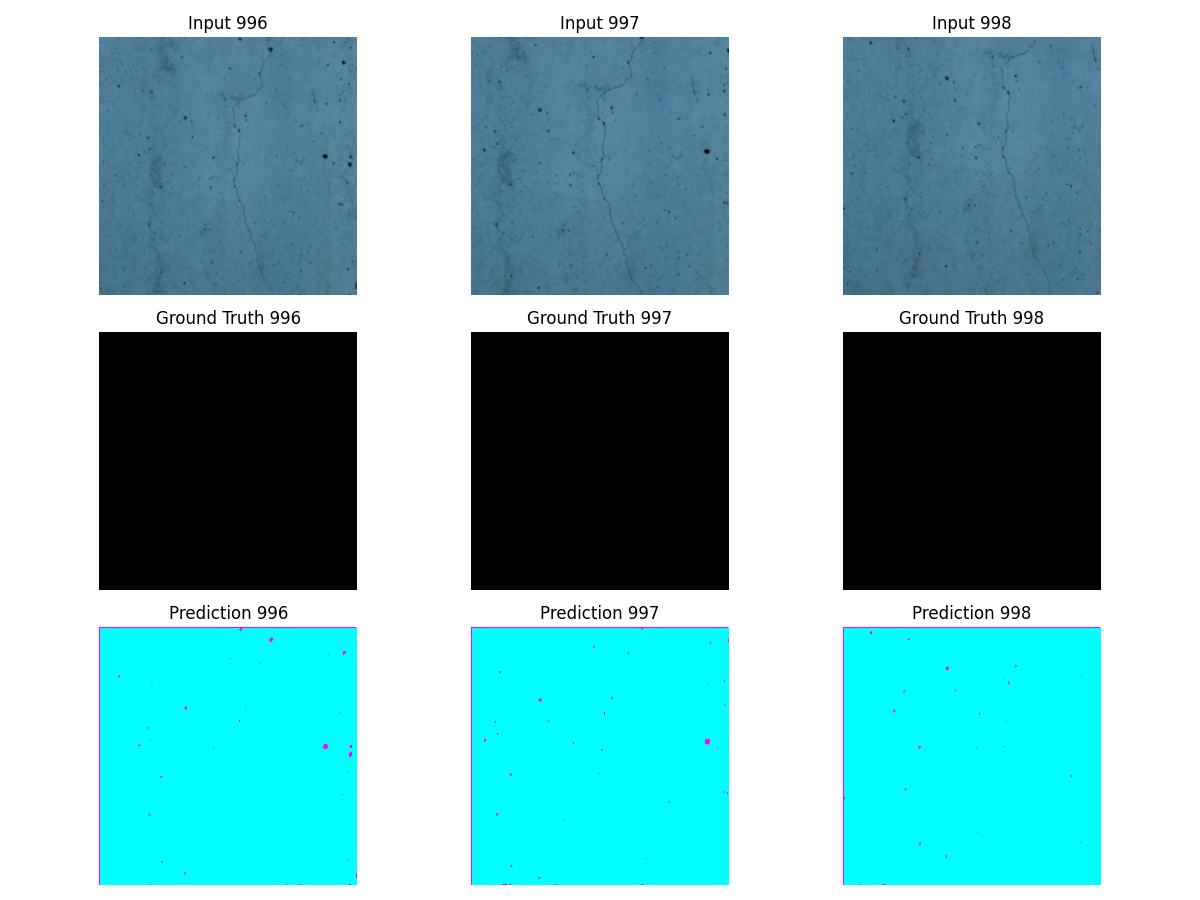 Input 996
Input 997
Input 998
Ground Truth 996
Ground Truth 997
Ground Truth 998
Prediction 996
Prediction 997
Prediction 998